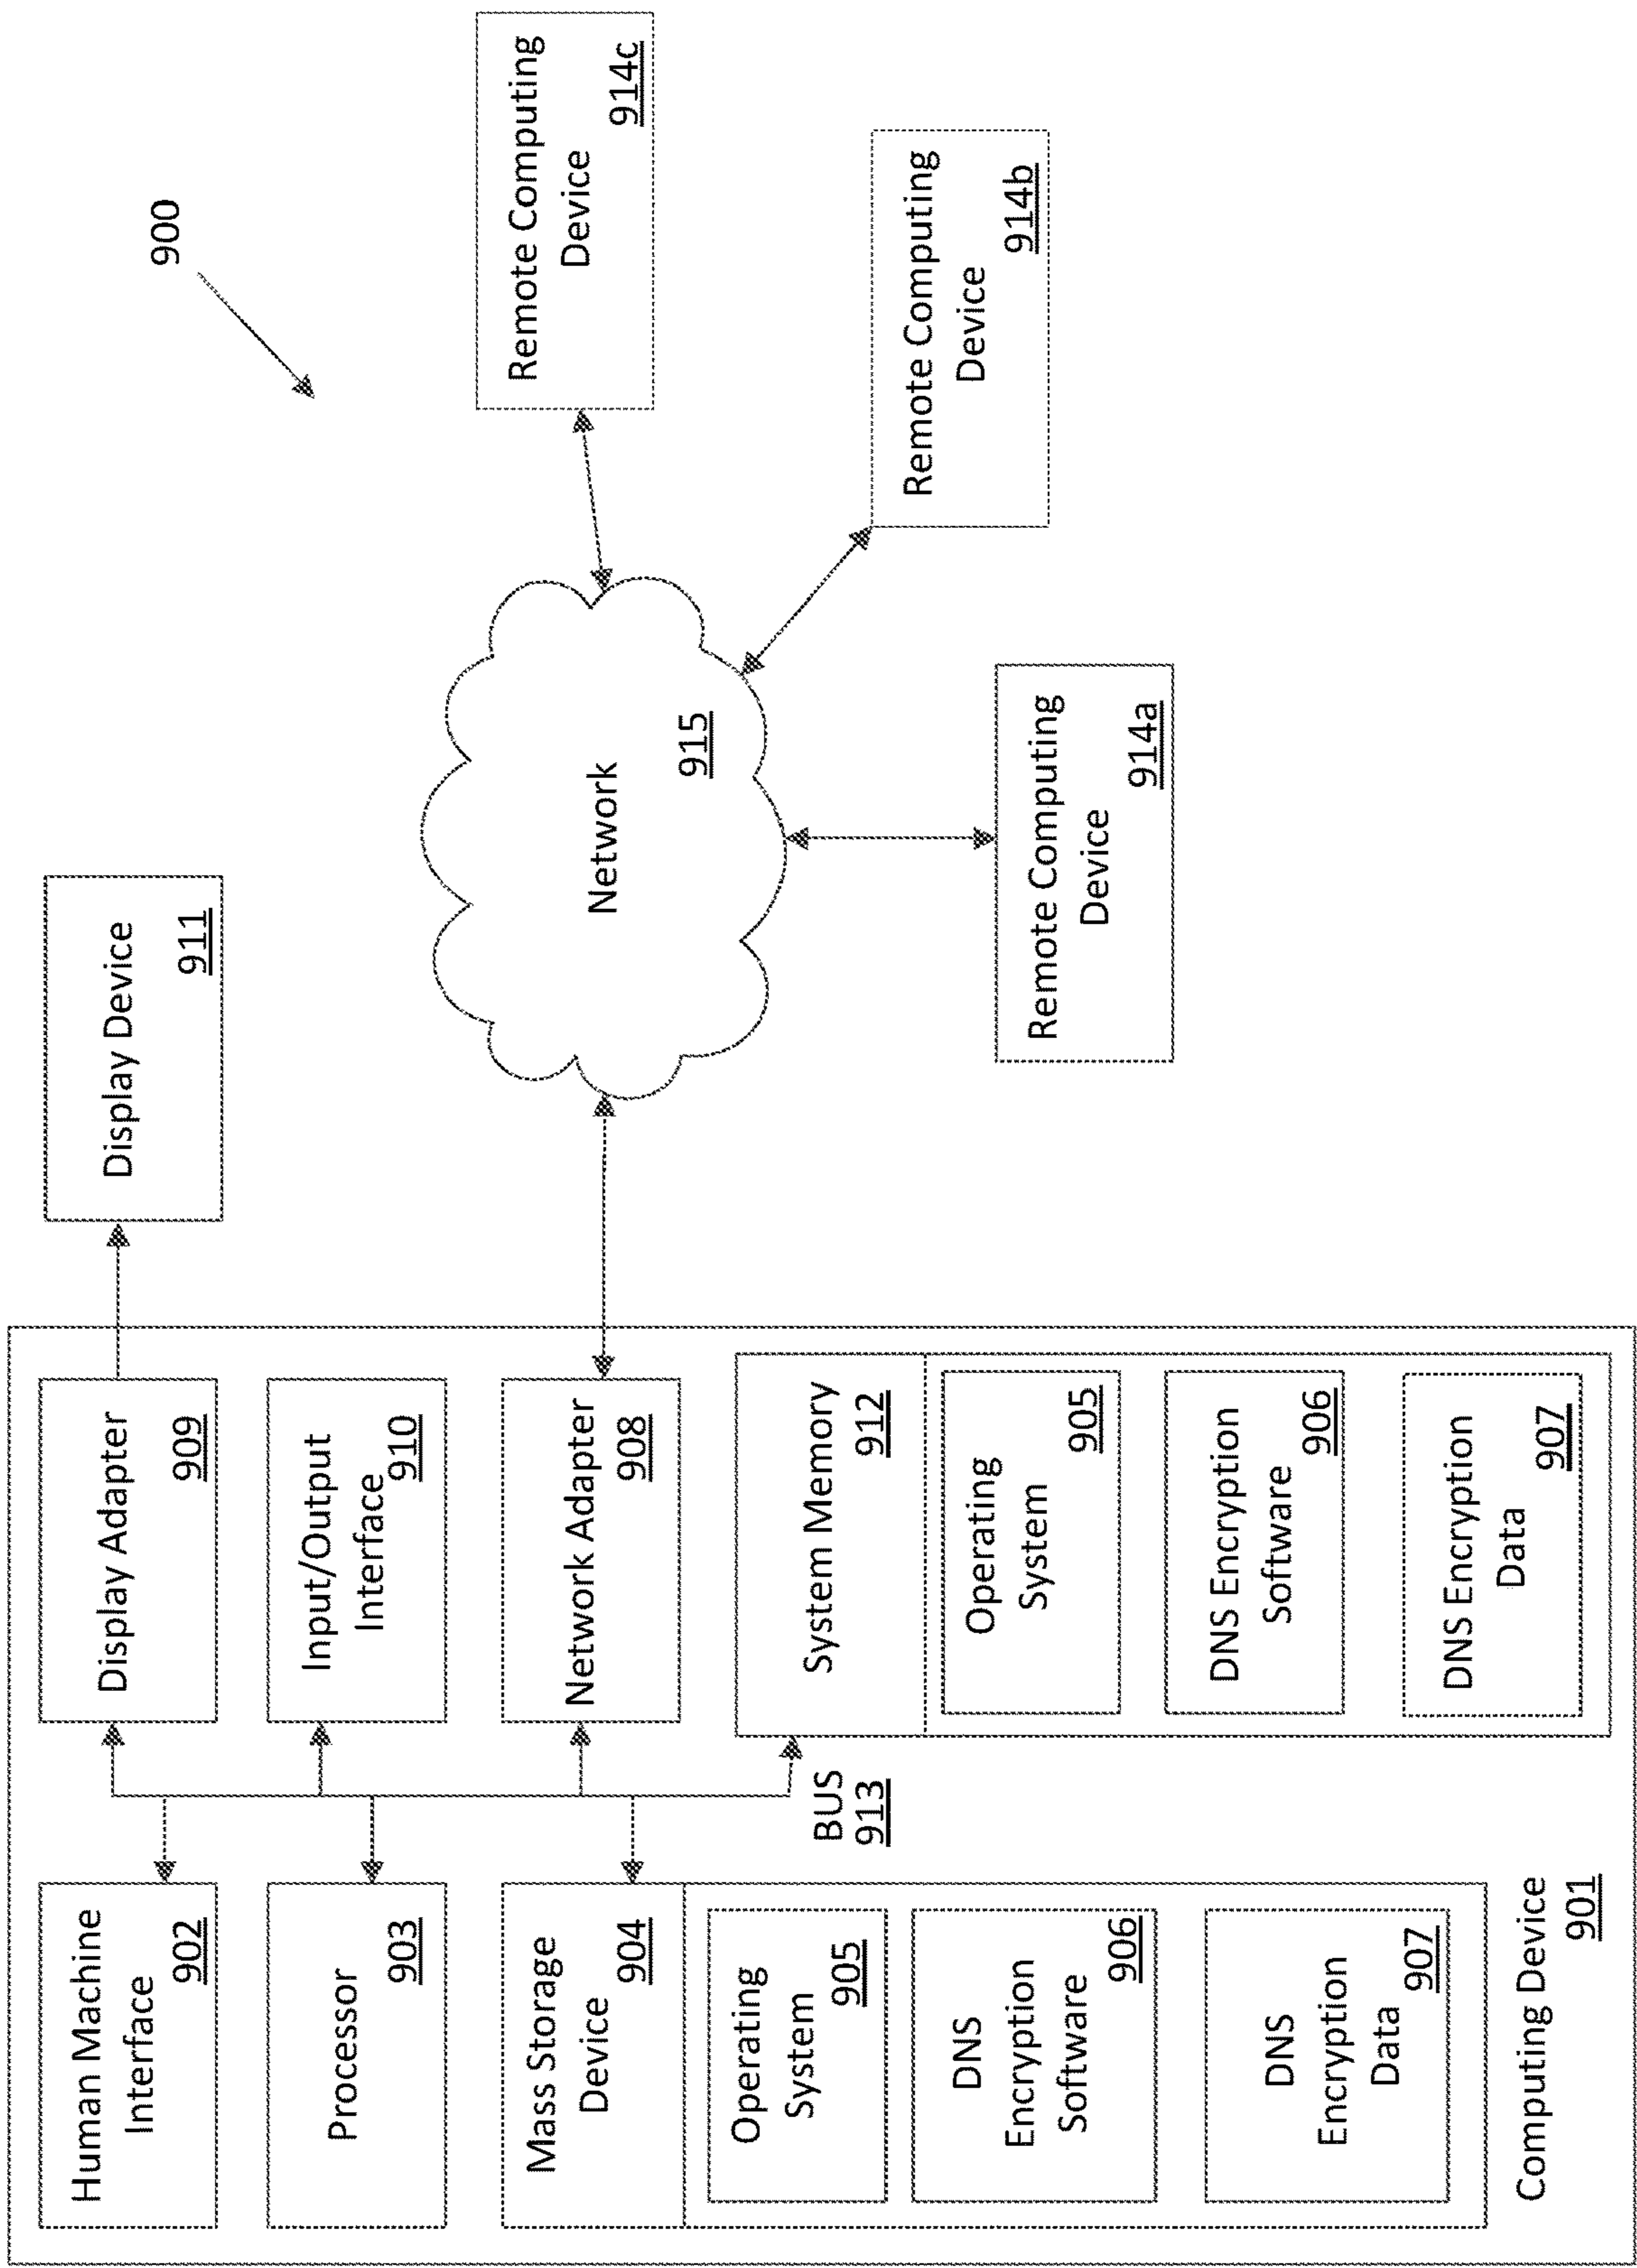 900
Human Machine
Interface
902
Processor
903
Mass Storage
Device
904
Operating
System
905
DNS
Encryption
Software
906
DNS
Encryption
Data
907
Computing Device
901
BUS
913
Display Adapter
909
Input/Output
Interface
910
Network Adapter
908
System Memory
912
Operating
System
905
DNS Encryption
Software
906
DNS Encryption
Data
907
Display Device
911
Network
915
Remote Computing
Device
914a
Remote Computing
Device
914b
Remote Computing
Device
914c